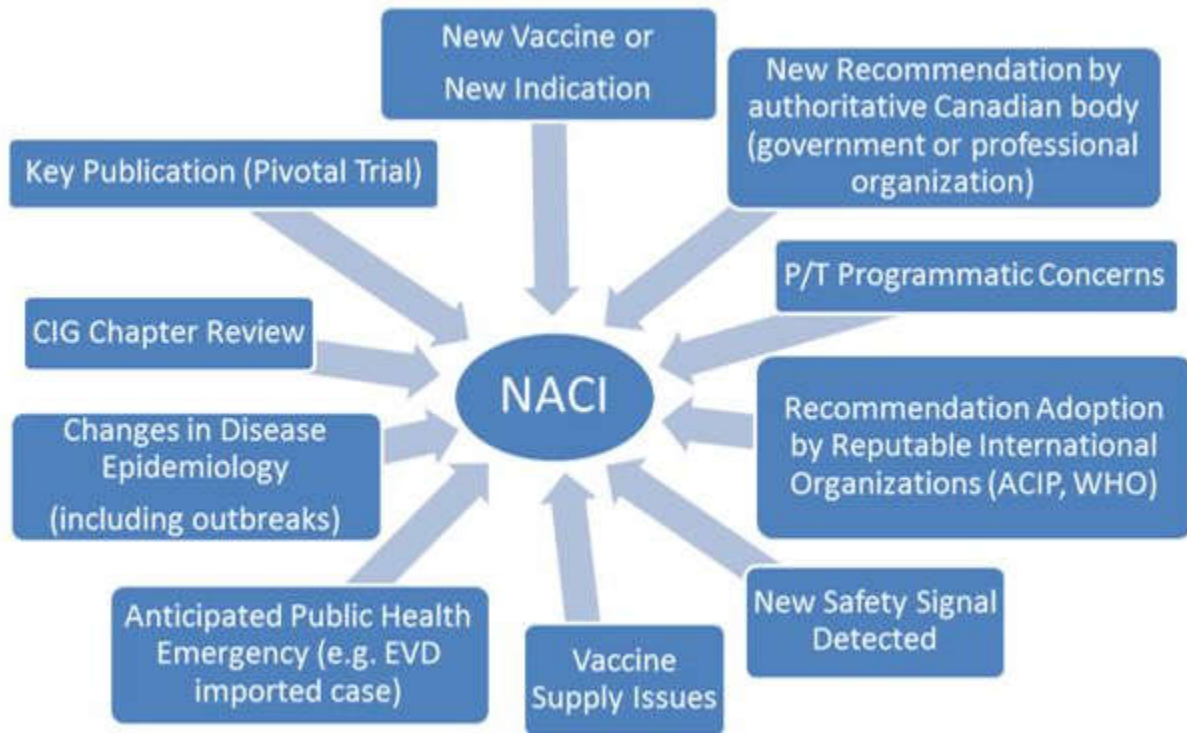 New Vaccine or
New Indication
New Recommendation by
authoritative Canadian body
(government or professional
organization)
Key Publication (Pivotal Trial)
P/T Programmatic Concerns
CIG Chapter Review
NACI
Recommendation Adoption
by Reputable International
Organizations (ACIP, WHO)
Changes in Disease
Epidemiology
(including outbreaks)
New Safety Signal
Detected
Anticipated Public Health
Emergency (e.g. EVD
imported case)
Vaccine
Supply Issues